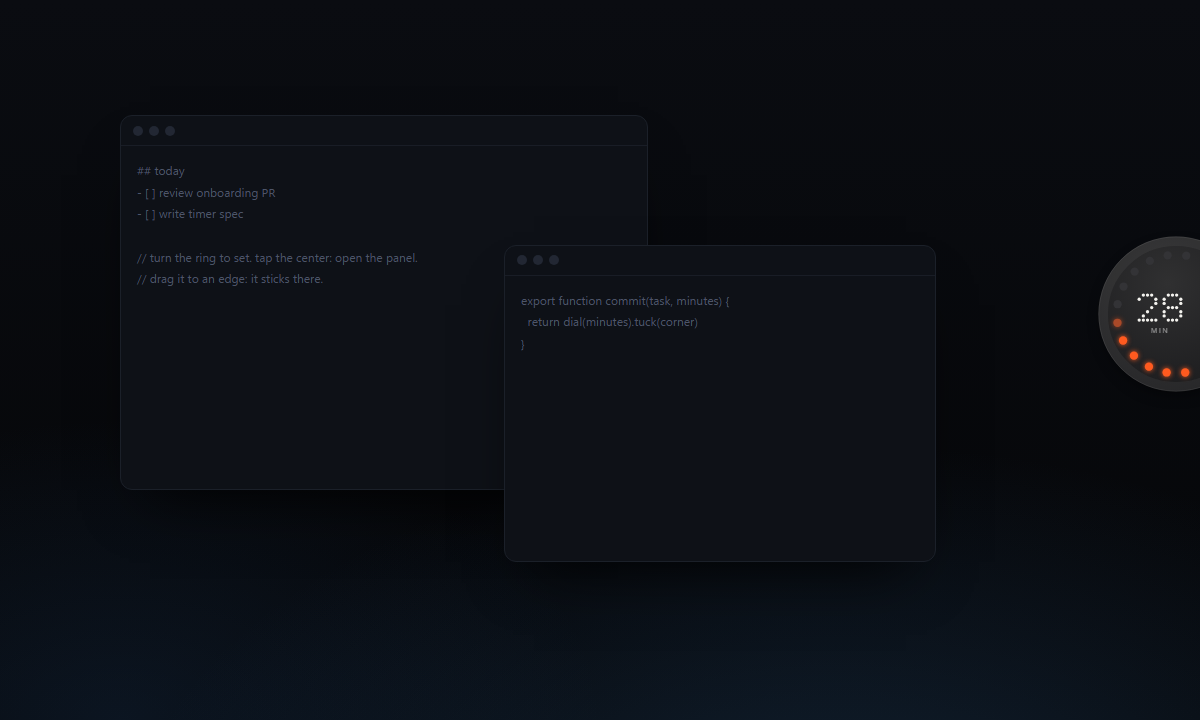 ## today
- [ ] review onboarding PR
- [ ] write timer spec
// turn the ring to set. tap the center: open the panel.
// drag it to an edge: it sticks there.
export function commit(task, minutes) {
return dial(minutes).tuck(corner)
}
28
MIN